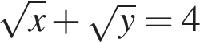 √x + √y = 4